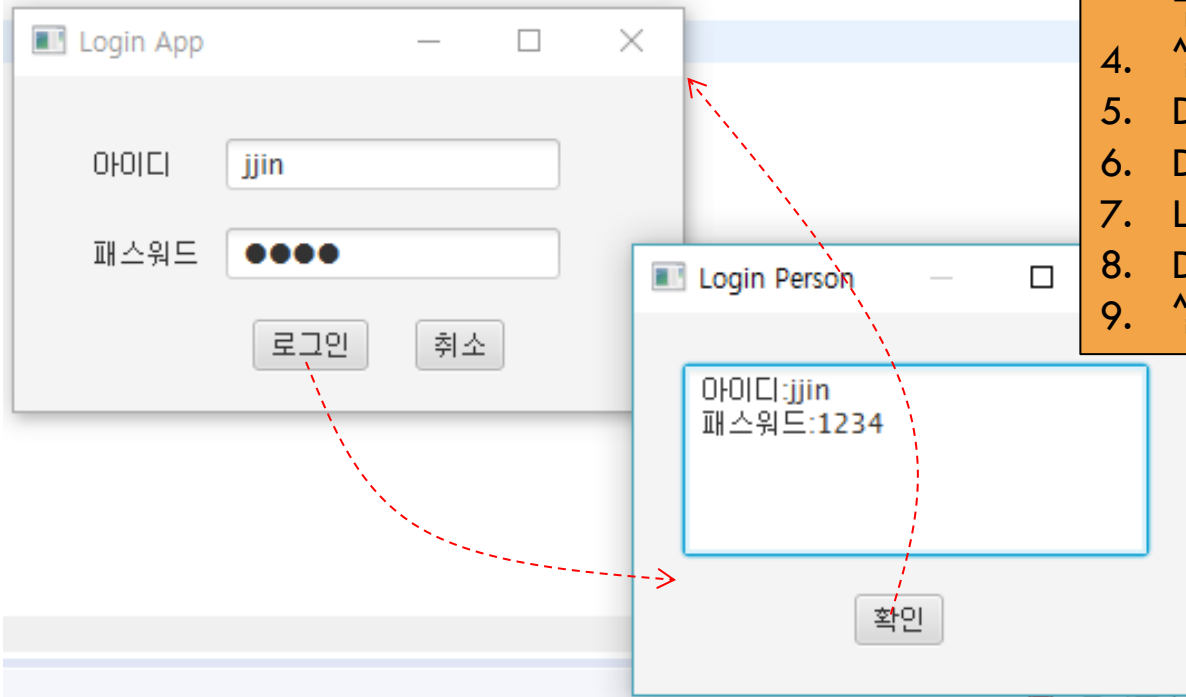 Login App
아이디
jjin
패스워드
로그인
취소
Login Person
아이디:jjin
패스워드:1234
확인
4.
5.
6.
7.
8.
9.